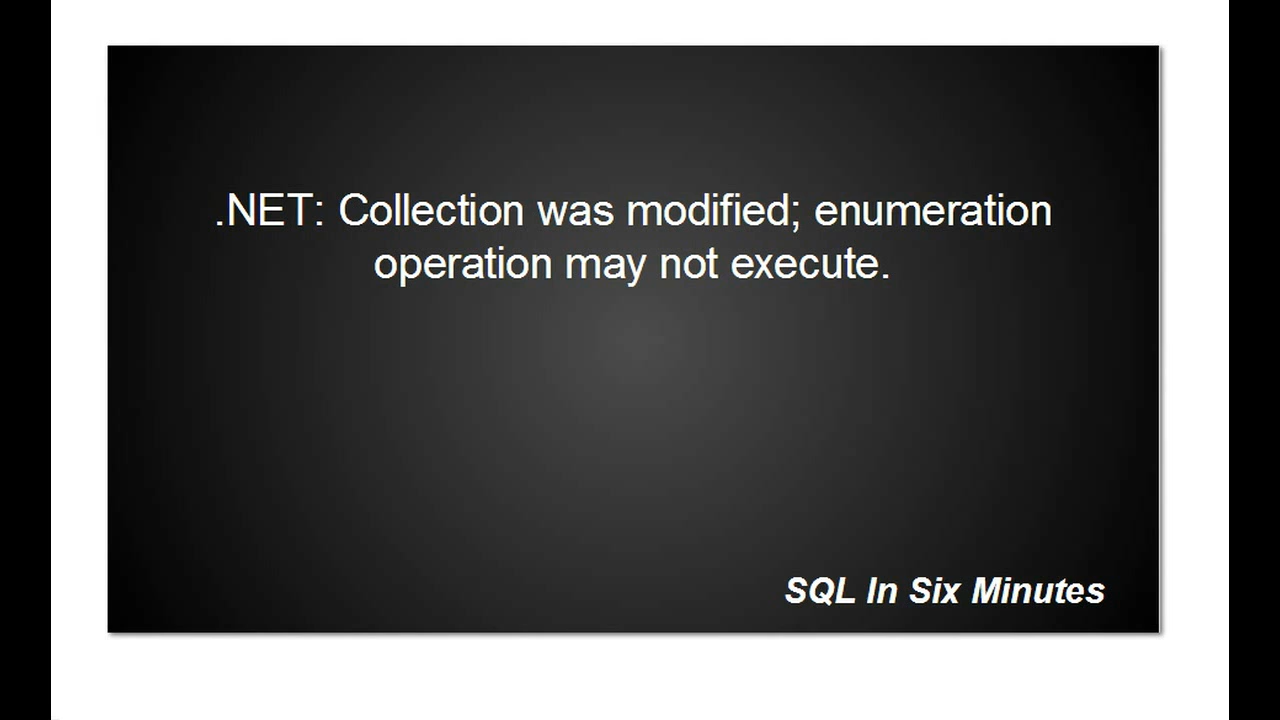 .NET: Collection was modified; enumeration
operation may not execute.
SQL In Six Minutes